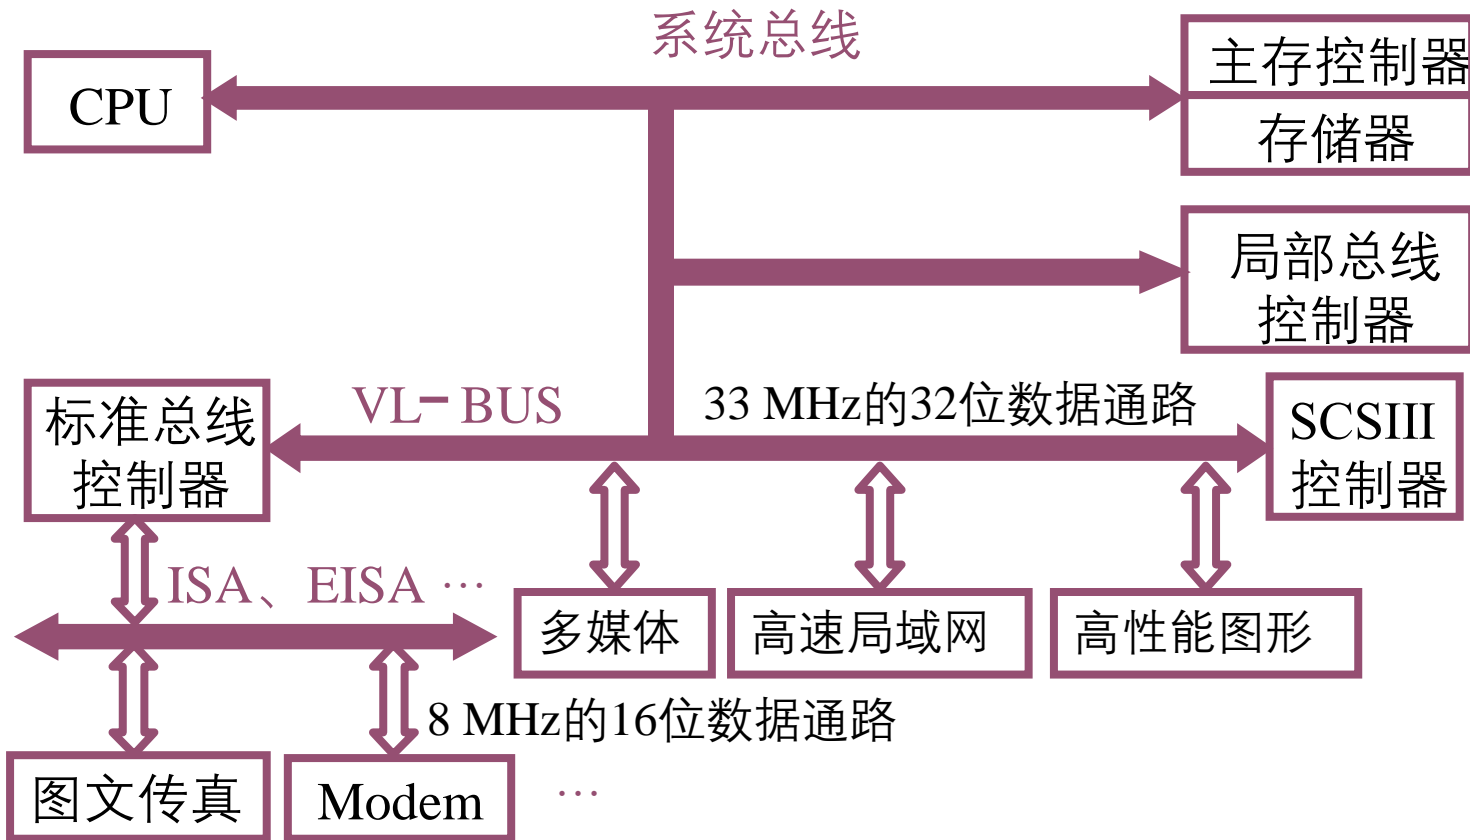 系统总线
CPU
主存控制器
存储器
局部总线
控制器
标准总线
控制器
VL-BUS
33 MHz的32位数据通路
SCSIII
控制器
ISA、EISA …
多媒体
高速局域网
高性能图形
8 MHz的16位数据通路
图文传真
Modem
…